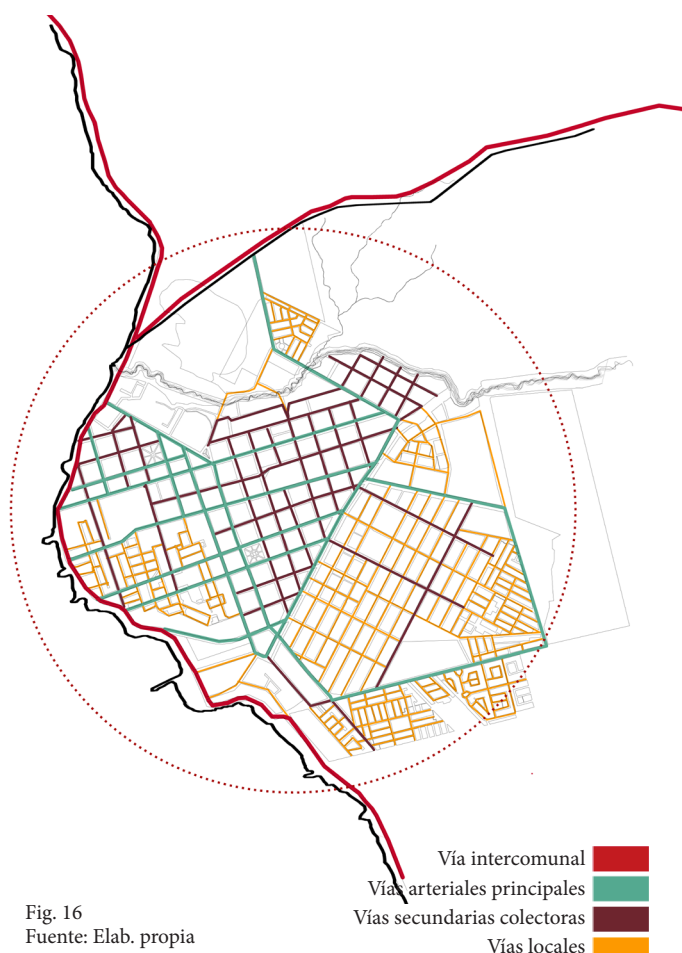 Vía intercomunal
Vías arteriales principales
Vías secundarias colectoras
Vías locales
Fig. 16
Fuente: Elab. propia